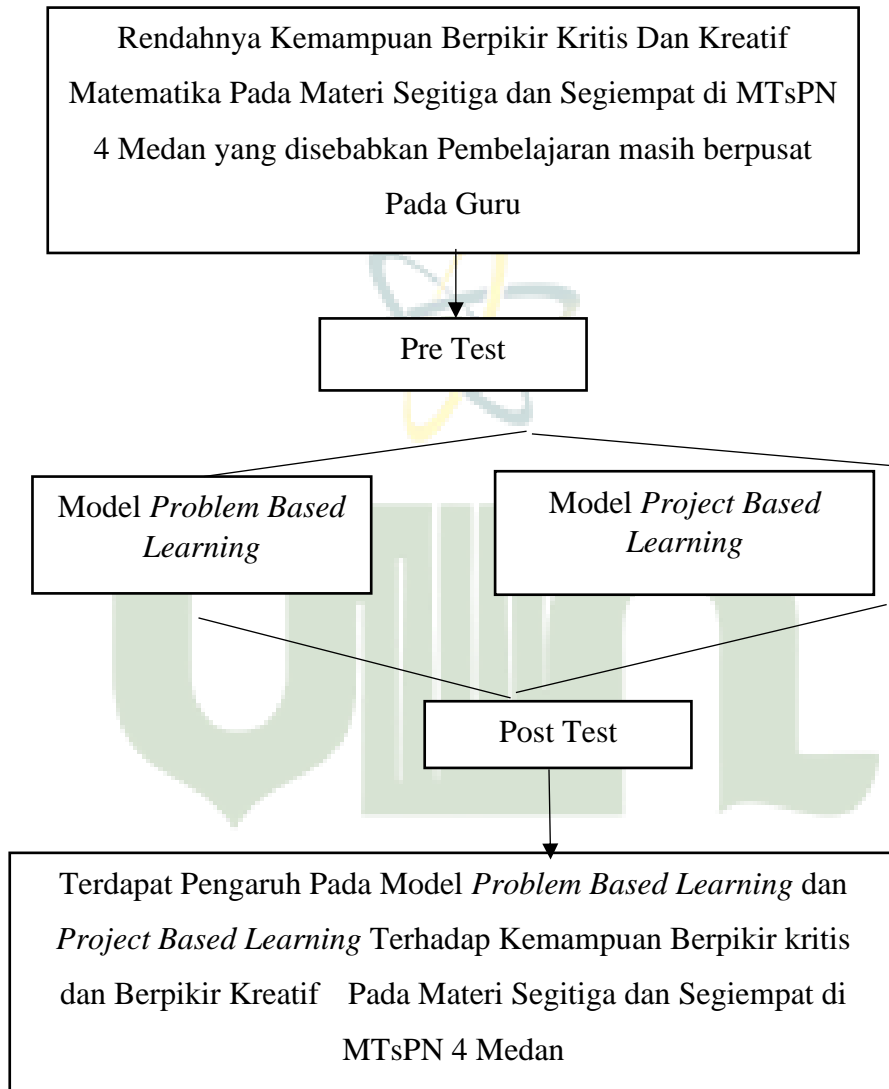 Rendahnya Kemampuan Berpikir Kritis Dan Kreatif
Matematika Pada Materi Segitiga dan Segiempat di MTsPN
4 Medan yang disebabkan Pembelajaran masih berpusat
Pada Guru
Pre Test
Model Problem Based
Learning
Model Project Based
Learning
Post Test
Terdapat Pengaruh Pada Model Problem Based Learning dan
Project Based Learning Terhadap Kemampuan Berpikir kritis
dan Berpikir Kreatif Pada Materi Segitiga dan Segiempat di
MTsPN 4 Medan